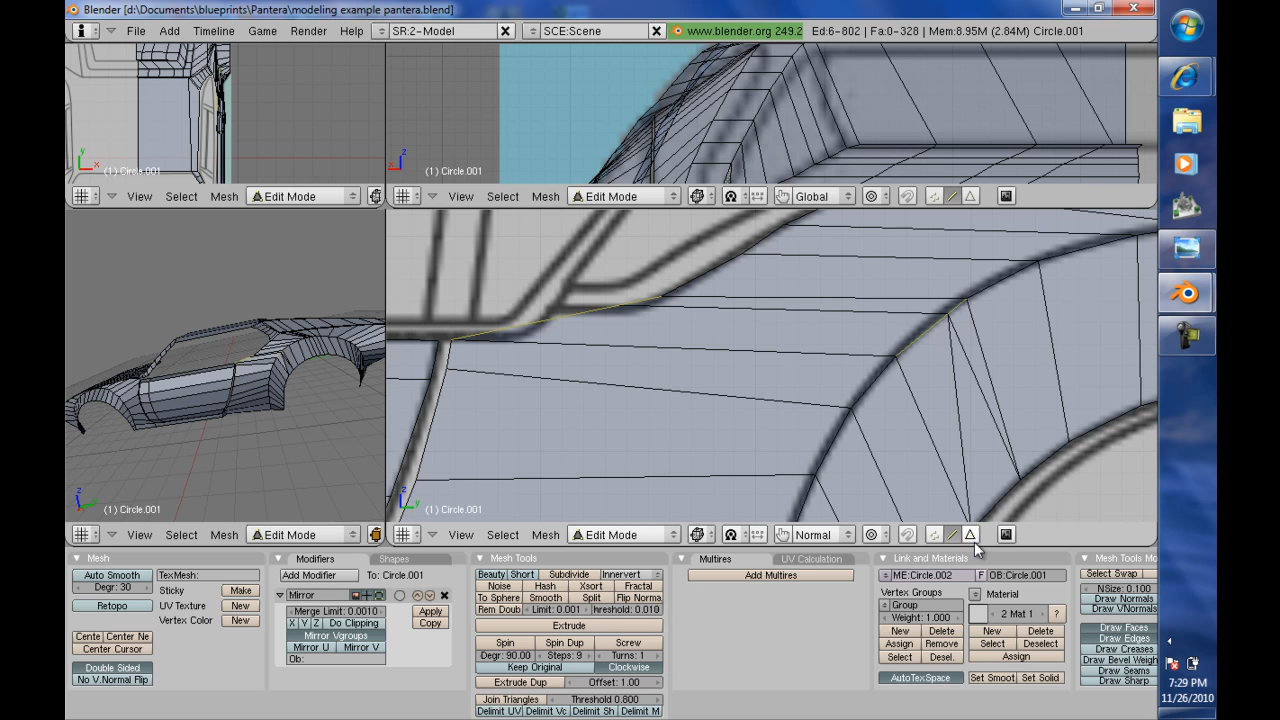 Blender [d:\Documents\blueprints\Pantera\modeling example pantera.blend]
File Add Timeline Game Render Help SR:2-Model SCE:Scene www.blender.org 249.2 Ed:6-802 | Fa:0-328 | Mem:8.95M (2.84M) Circle.001
y x (1) Circle.001
z x (1) Circle.001
View Select Mesh Edit Mode
View Select Mesh Edit Mode Global
z y (1) Circle.001
z y (1) Circle.001
View Select Mesh Edit Mode
View Select Mesh Edit Mode Normal
Mesh
Auto Smooth
Degr: 30
Retopo
Cente Center Ne
Center Cursor
Double Sided
No V.Normal Flip
TexMesh:
Sticky Make
UV Texture New
Vertex Color New
Modifiers Shapes
Add Modifier To: Circle.001
Mirror
Merge Limit: 0.0010 Apply
X Y Z Do Clipping Copy
Mirror Vgroups
Mirror U Mirror V
Ob:
Mesh Tools
Beauty Short Subdivide Innervert
Noise Hash Xsort Fractal
To Sphere Smooth Split Flip Norma
Rem Doub Limit: 0.001 hreshold: 0.010
Extrude
Spin Spin Dup Screw
Degr: 90.00 Steps: 9 Turns: 1
Keep Original Clockwise
Extrude Dup Offset: 1.00
Join Triangles Threshold 0.800
Delimit UV Delimit Vc Delimit Sh Delimit M
Multires UV Calculation
Add Multires
Link and Materials
ME:Circle.002 F OB:Circle.001
Vertex Groups
Group
Weight: 1.000
New Delete
Assign Remove
Select Desel.
AutoTexSpace
Material
2 Mat 1 ?
New Delete
Select Deselect
Assign
Set Smoot Set Solid
Mesh Tools Mo
Select Swap
NSize: 0.100
Draw Normals
Draw VNormals
Draw Faces
Draw Edges
Draw Creases
Draw Bevel Weigh
Draw Seams
Draw Sharp
7:29 PM
11/26/2010